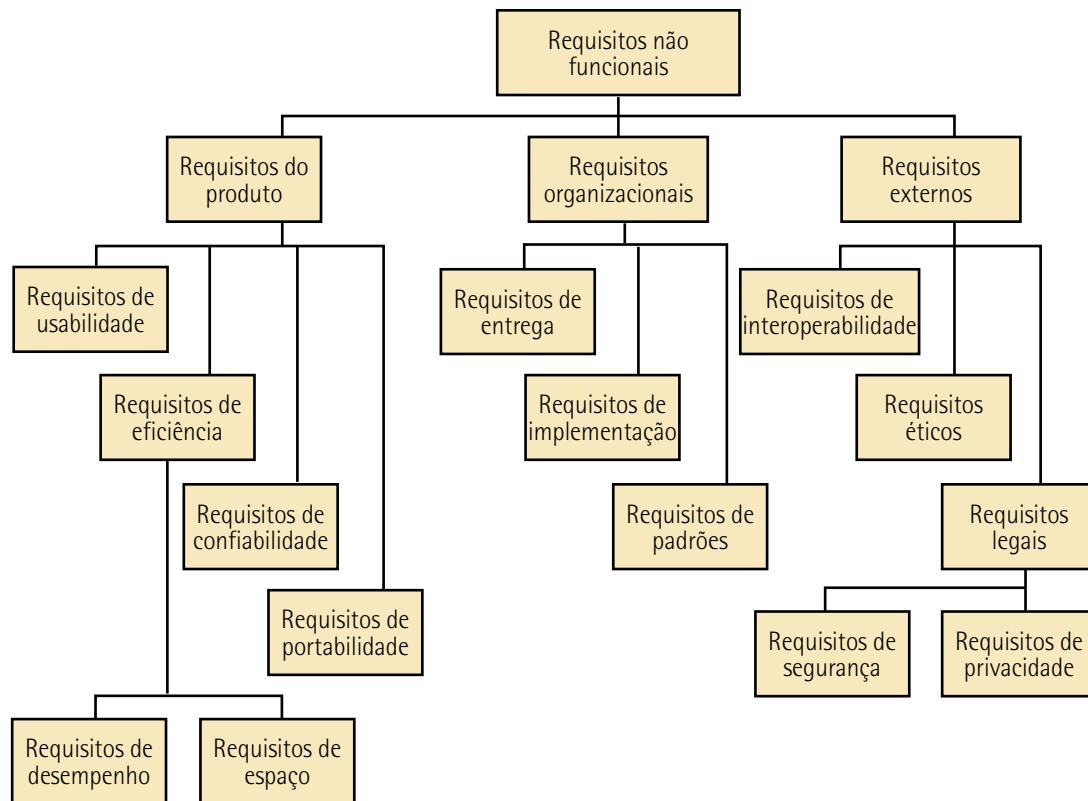 Requisitos não
funcionais
Requisitos do
produto
Requisitos
organizacionais
Requisitos
externos
Requisitos de
usabilidade
Requisitos de
entrega
Requisitos de
interoperabilidade
Requisitos de
eficiência
Requisitos de
implementação
Requisitos
éticos
Requisitos de
confiabilidade
Requisitos de
padrões
Requisitos
legais
Requisitos de
portabilidade
Requisitos de
segurança
Requisitos de
privacidade
Requisitos de
desempenho
Requisitos de
espaço